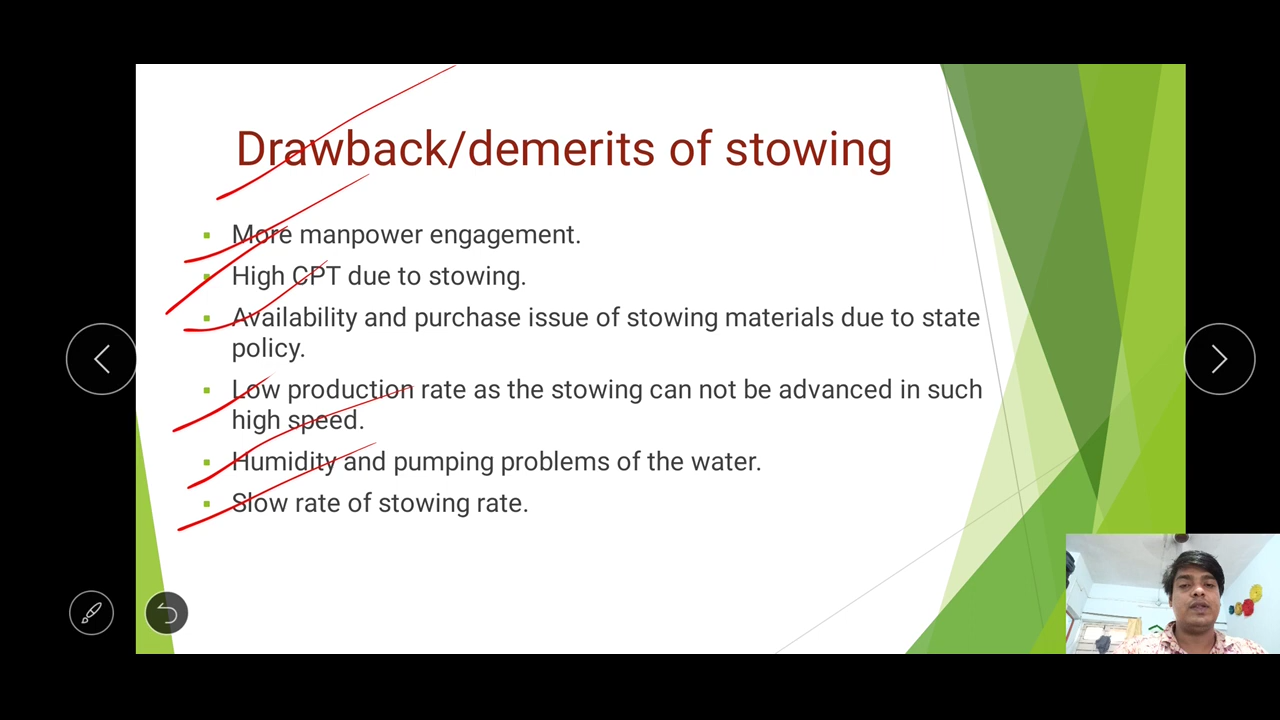 Drawback/demerits of stowing
More manpower engagement.
High CPT due to stowing.
Availability and purchase issue of stowing materials due to state
policy.
Low production rate as the stowing can not be advanced in such
high speed.
Humidity and pumping problems of the water.
Slow rate of stowing rate.